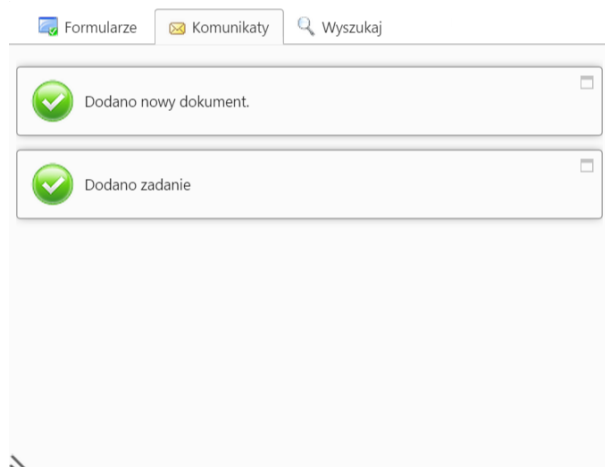 Formularze Komunikaty Wyszukaj
Dodano nowy dokument.
Dodano zadanie